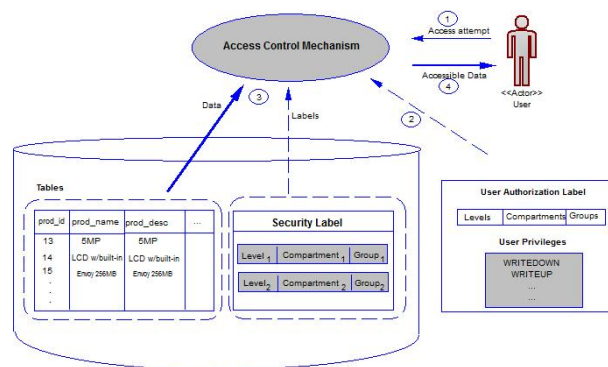 1
Access attempt
Access Control Mechanism
Accessible Data
4
<<Actor>>
User
Data
3
Labels
2
Tables
prod_id prod_name prod_desc ...
13 5MP 5MP
14 LCD w/built-in LCD w/built-in
15 Envoy 256MB Envoy 256MB
.
.
.
Security Label
Level 1 Compartment 1 Group 1
Level 2 Compartment 2 Group 2
User Authorization Label
Levels Compartments Groups
User Privileges
WRITEDOWN
WRITEUP
...
...